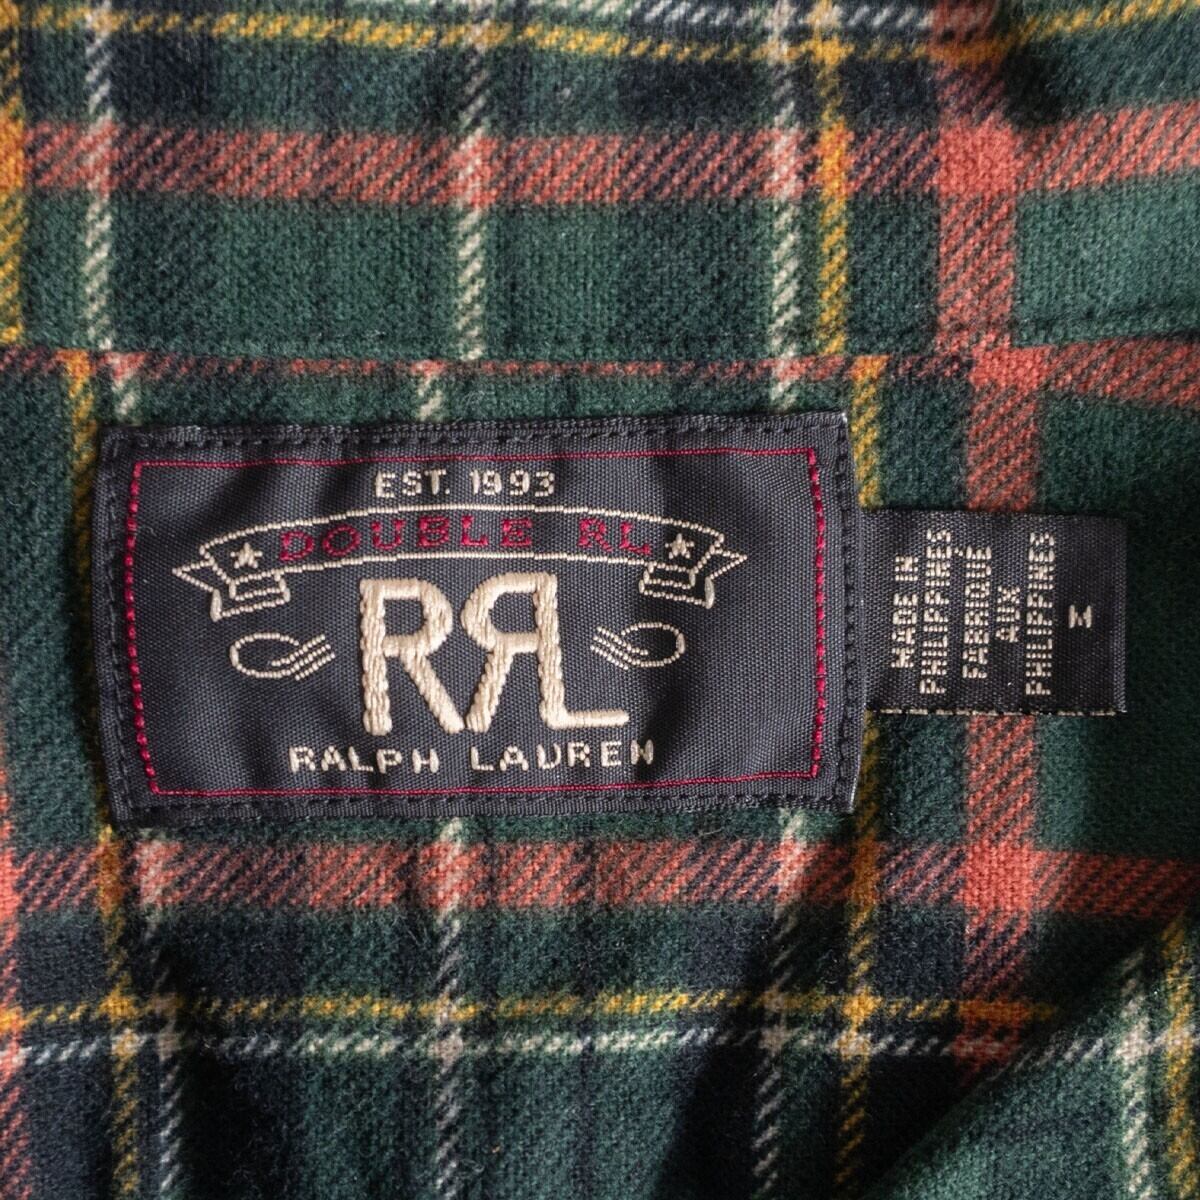 EST. 1993
DOUBLE RL
RRL
RALPH LAUREN
MADE IN
PHILIPPINES
FABRIQUÉ
AUX
PHILIPPINES
M